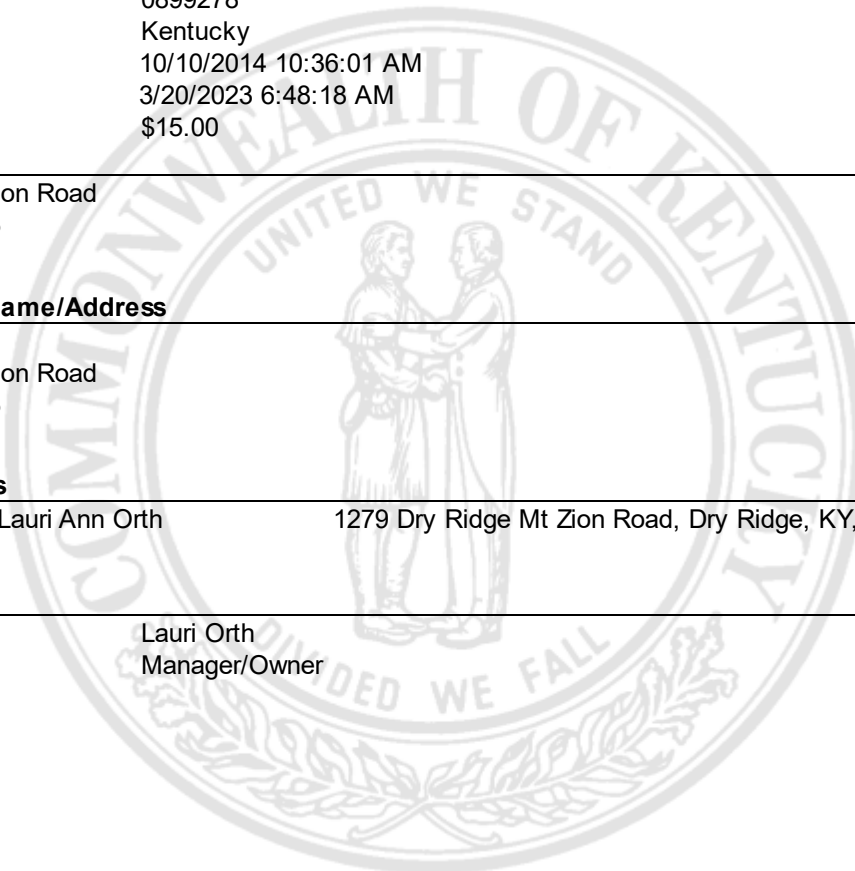 0899278
Kentucky
10/10/2014 10:36:01 AM
3/20/2023 6:48:18 AM
$15.00
on Road
ame/Address
on Road
s
Lauri Ann Orth 1279 Dry Ridge Mt Zion Road, Dry Ridge, KY,
Lauri Orth
Manager/Owner
COMMONWEALTH OF KENTUCKY
UNITED WE STAND
DIVIDED WE FALL